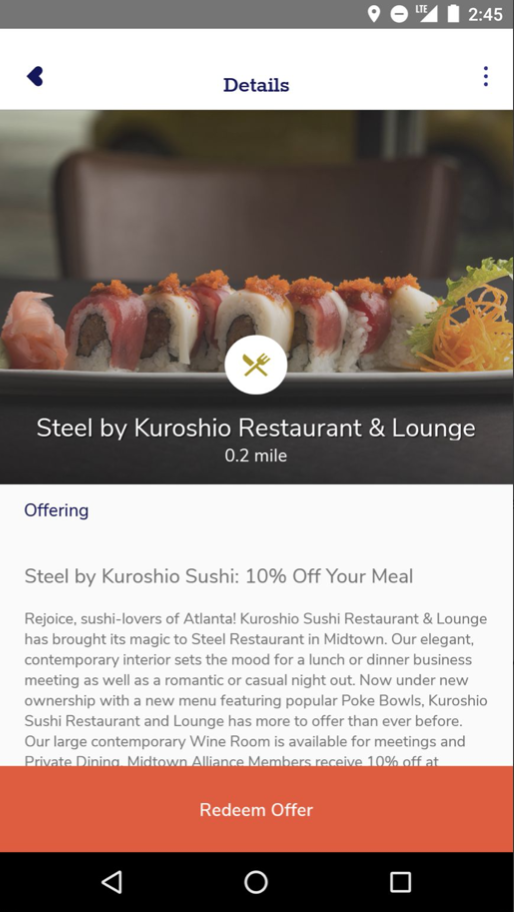 LTE 2:45
Details
Steel by Kuroshio Restaurant & Lounge
0.2 mile
Offering
Steel by Kuroshio Sushi: 10% Off Your Meal
Rejoice, sushi-lovers of Atlanta! Kuroshio Sushi Restaurant & Lounge
has brought its magic to Steel Restaurant in Midtown. Our elegant,
contemporary interior sets the mood for a lunch or dinner business
meeting as well as a romantic or casual night out. Now under new
ownership with a new menu featuring popular Poke Bowls, Kuroshio
Sushi Restaurant and Lounge has more to offer than ever before.
Our large contemporary Wine Room is available for meetings and
Private Dining. Midtown Alliance Members receive 10% off at
Redeem Offer